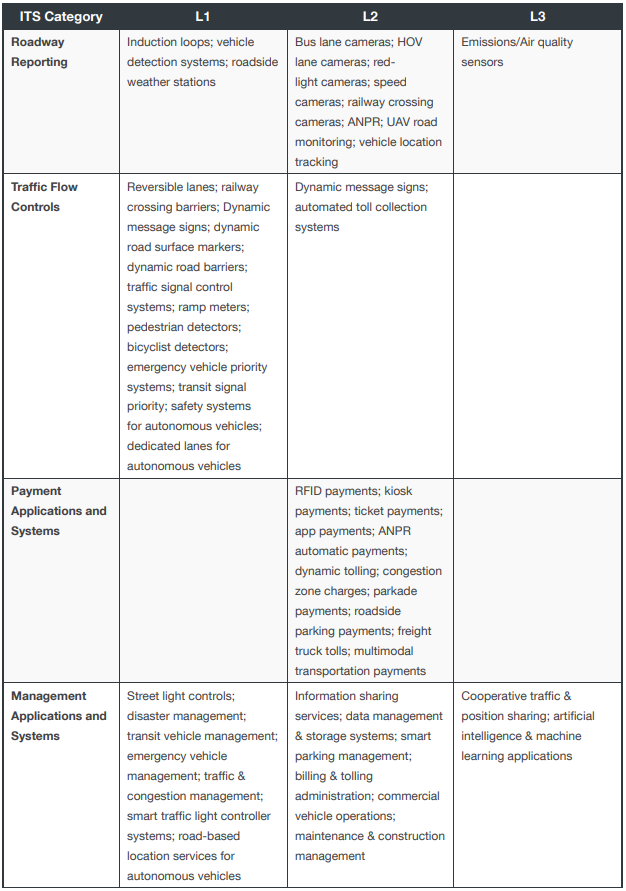 ITS Category L1 L2 L3
Roadway
Reporting
Induction loops; vehicle
detection systems; roadside
weather stations
Bus lane cameras; HOV
lane cameras; red-
light cameras; speed
cameras; railway crossing
cameras; ANPR; UAV road
monitoring; vehicle location
tracking
Emissions/Air quality
sensors
Traffic Flow
Controls
Reversible lanes; railway
crossing barriers; Dynamic
message signs; dynamic
road surface markers;
dynamic road barriers;
traffic signal control
systems; ramp meters;
pedestrian detectors;
bicyclist detectors;
emergency vehicle priority
systems; transit signal
priority; safety systems
for autonomous vehicles;
dedicated lanes for
autonomous vehicles
Dynamic message signs;
automated toll collection
systems
Payment
Applications and
Systems
RFID payments; kiosk
payments; ticket payments;
app payments; ANPR
automatic payments;
dynamic tolling; congestion
zone charges; parkade
payments; roadside
parking payments; freight
truck tolls; multimodal
transportation payments
Management
Applications and
Systems
Street light controls;
disaster management;
transit vehicle management;
emergency vehicle
management; traffic &
congestion management;
smart traffic light controller
systems; road-based
location services for
autonomous vehicles
Information sharing
services; data management
& storage systems; smart
parking management;
billing & tolling
administration; commercial
vehicle operations;
maintenance & construction
management
Cooperative traffic &
position sharing; artificial
intelligence & machine
learning applications